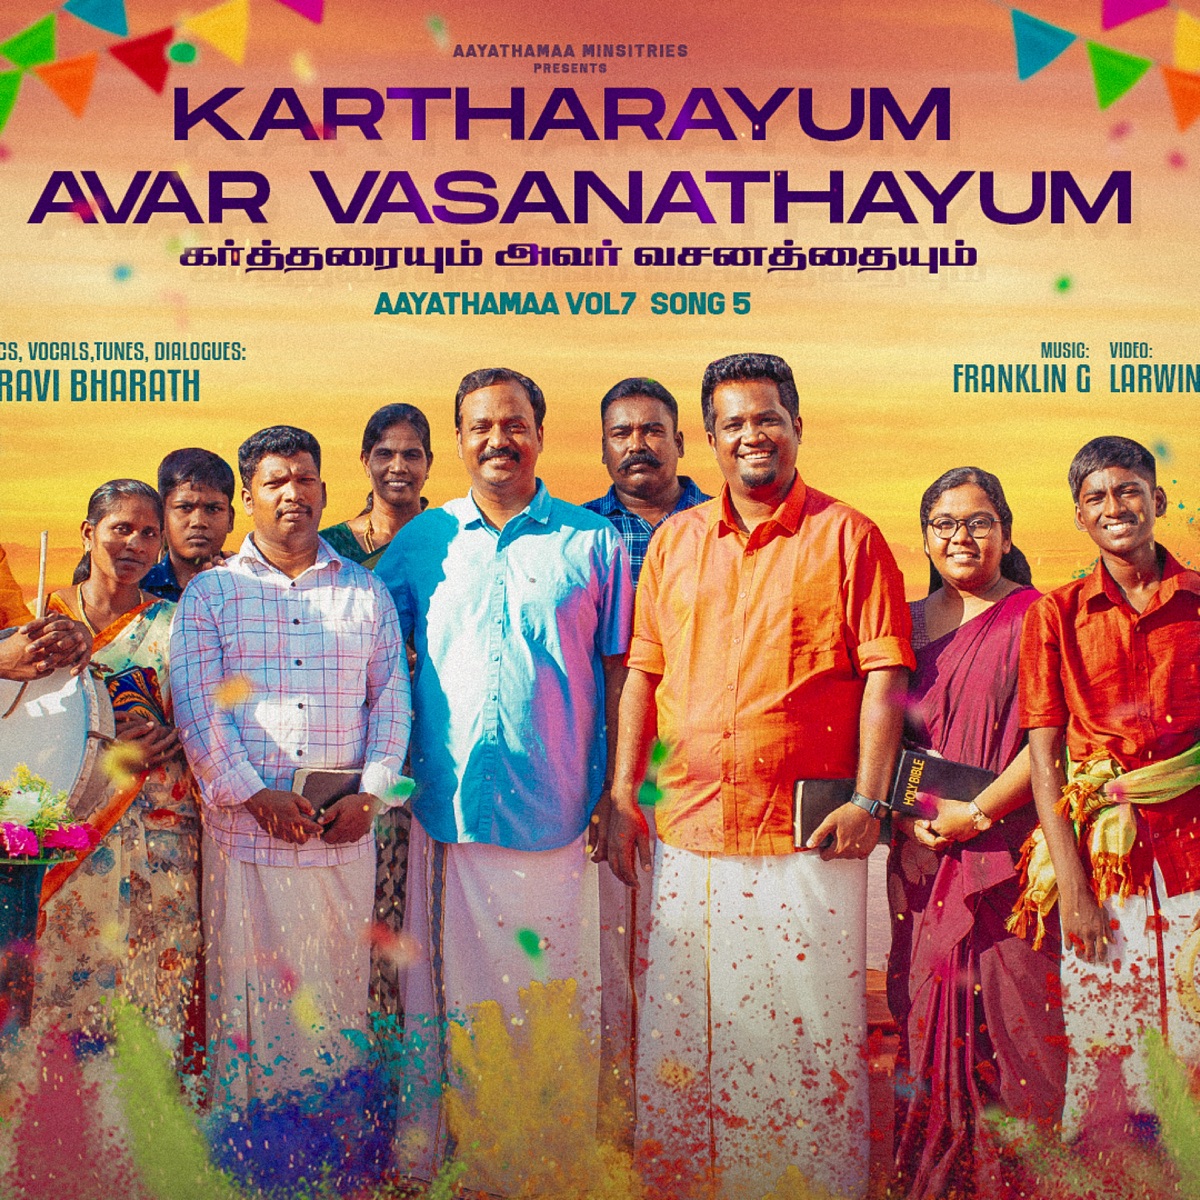 AAYATHAMAA MINSITRIES
PRESENTS
KARTHARAYUM
AVAR VASANATHAYUM
கர்த்தரையும் அவர் வசனத்தையும்
AAYATHAMAA VOL7 SONG 5
CS, VOCALS,TUNES, DIALOGUES:
RAVI BHARATH
MUSIC: VIDEO:
FRANKLIN G LARWIN
HOLY BIBLE